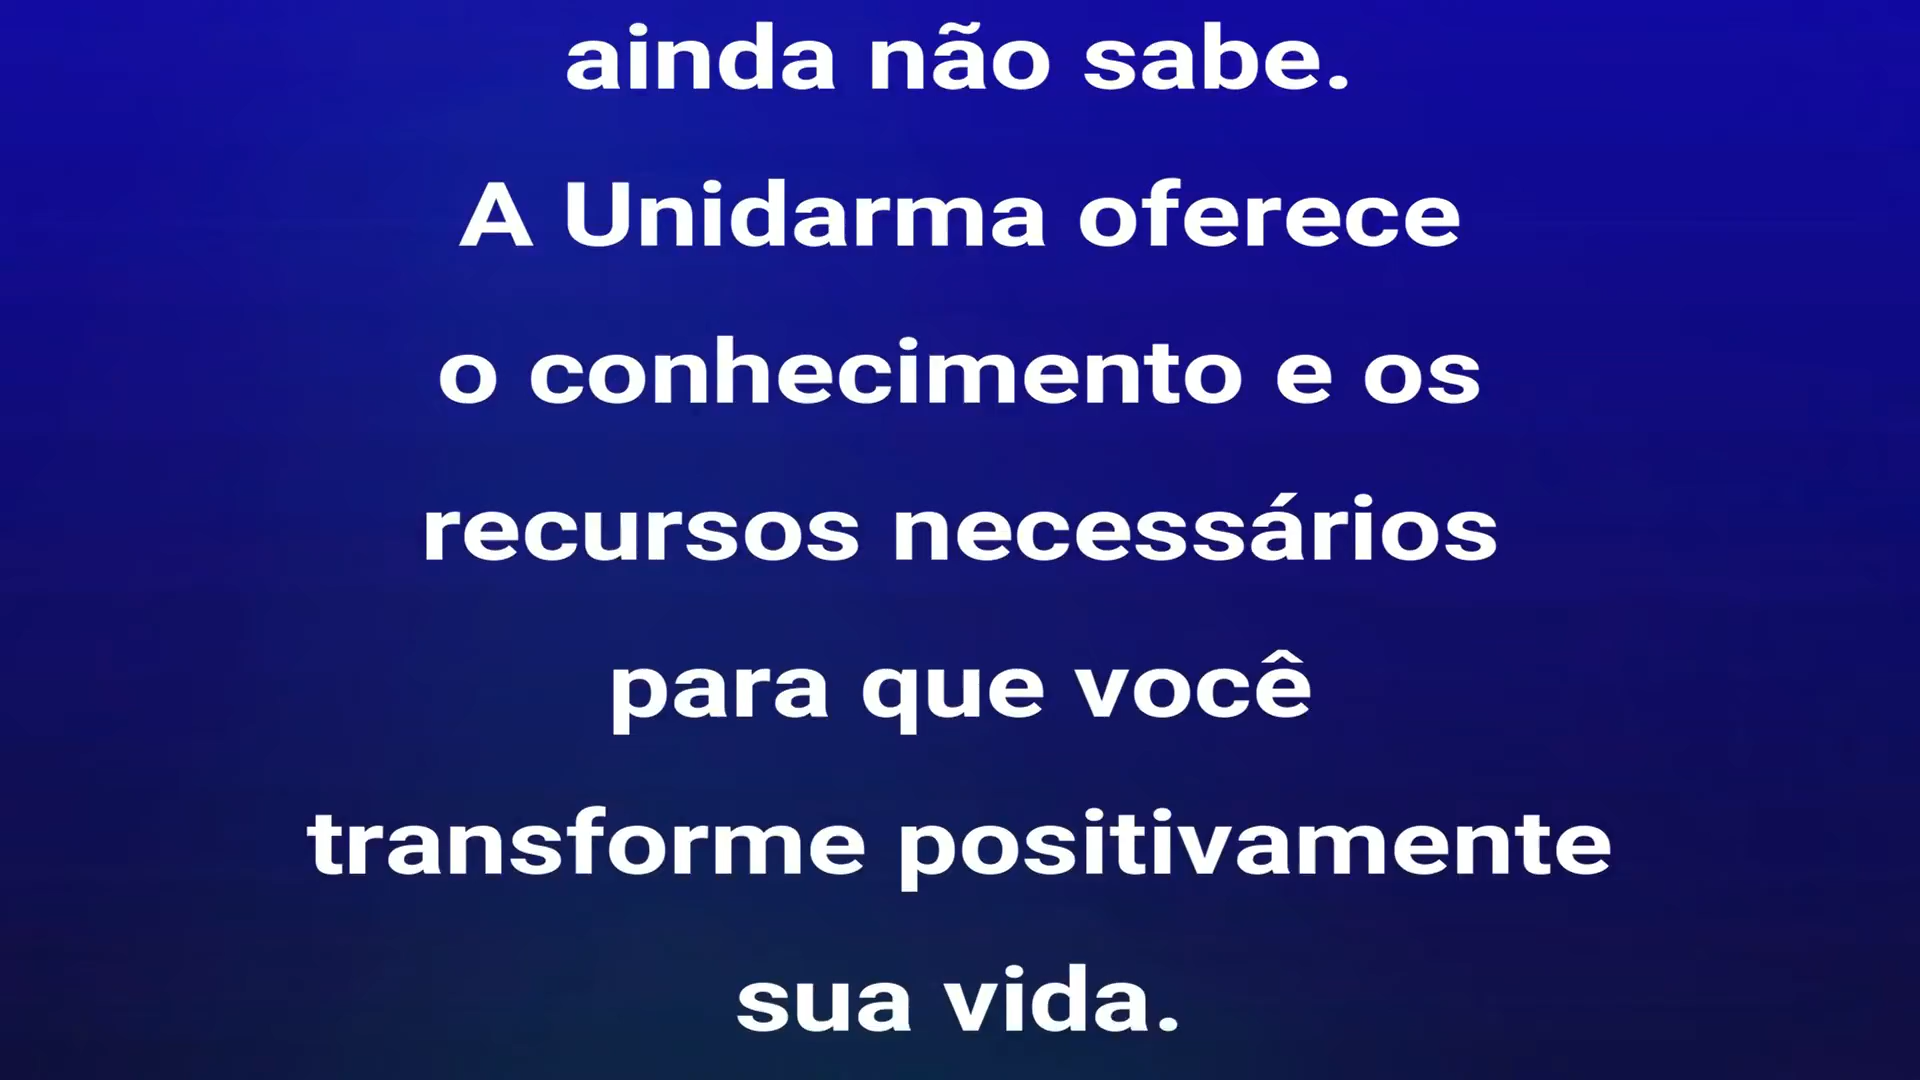 ainda não sabe.
A Unidarma oferece
o conhecimento e os
recursos necessários
para que você
transforme positivamente
sua vida.